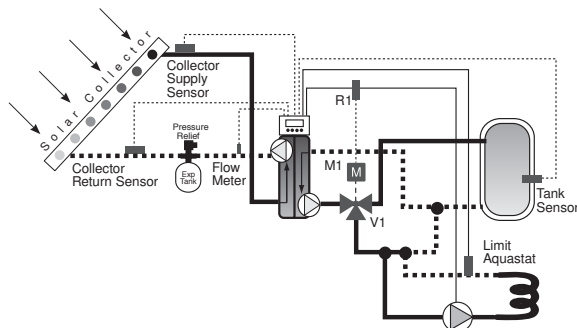 Solar Collector
Collector
Supply
Sensor
R1
Pressure
Relief
M1
M
Exp
Tank
Collector
Return Sensor
Flow
Meter
V1
Tank
Sensor
Limit
Aquastat